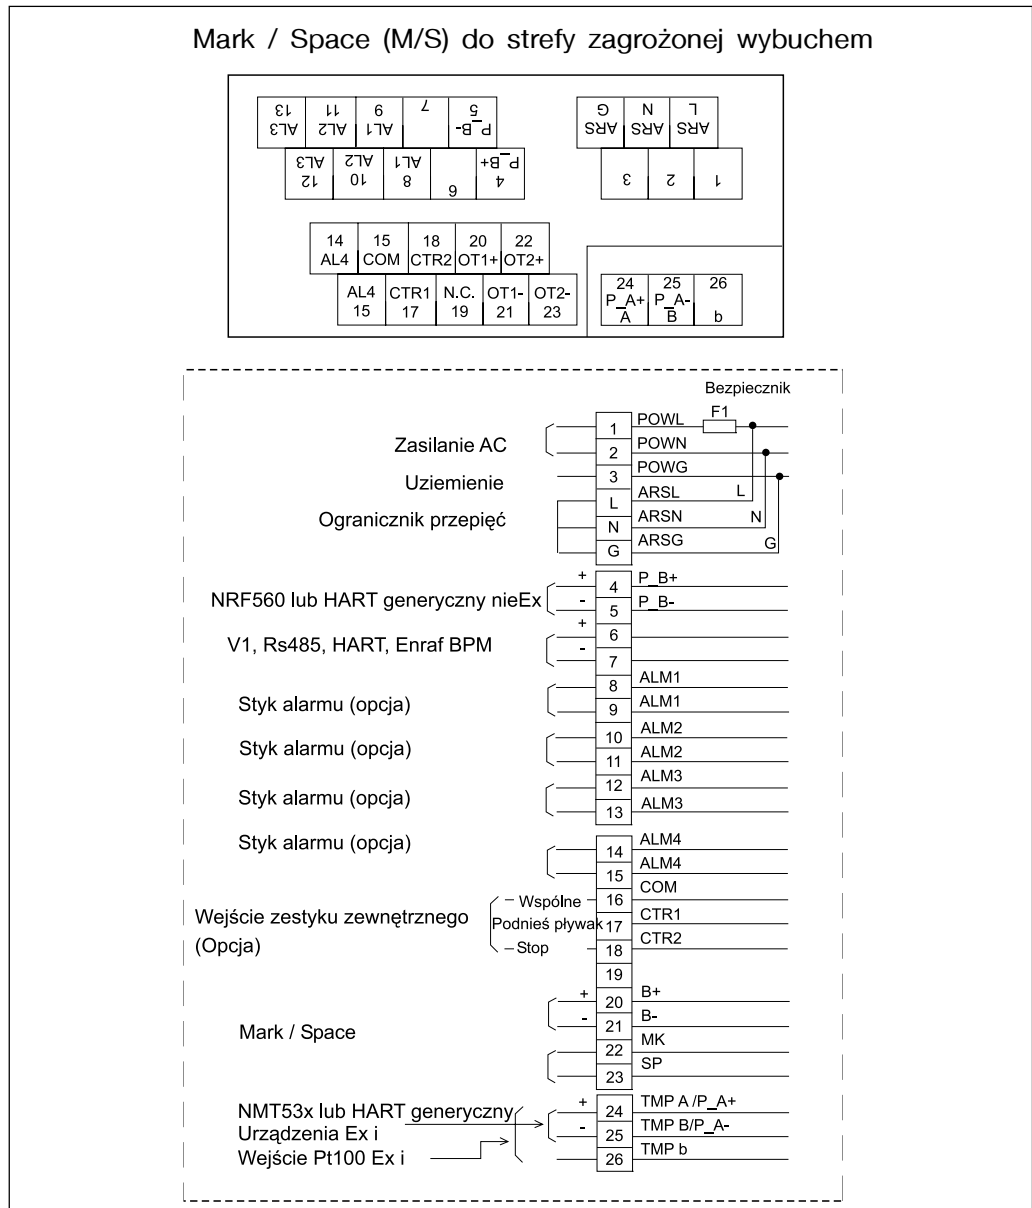 Mark / Space (M/S) do strefy zagrożonej wybuchem
13 11 9 7 5
AL3 AL2 AL1 P_B-
G N L
ARS ARS ARS
AL3 AL2 AL1 P_B+
12 10 8 6 4
3 2 1
14 15 18 20 22
AL4 COM CTR2 OT1+ OT2+
AL4 CTR1 N.C. OT1- OT2-
15 17 19 21 23
24 25 26
P_A+ P_A-
A B b
Bezpiecznik
F1
Zasilanie AC
1 POWL
2 POWN
Uziemienie
3 POWG
Ogranicznik przepięć
L ARSL L
N ARSN N
G ARSG G
NRF560 lub HART generyczny nieEx
+ 4 P_B+
- 5 P_B-
V1, Rs485, HART, Enraf BPM
+ 6
- 7
Styk alarmu (opcja)
8 ALM1
9 ALM1
Styk alarmu (opcja)
10 ALM2
11 ALM2
Styk alarmu (opcja)
12 ALM3
13 ALM3
Styk alarmu (opcja)
14 ALM4
15 ALM4
Wejście zestyku zewnętrznego
(Opcja)
Wspólne 16 COM
Podnieś pływak 17 CTR1
Stop 18 CTR2
19
Mark / Space
+ 20 B+
- 21 B-
22 MK
23 SP
NMT53x lub HART generyczny
Urządzenia Ex i
Wejście Pt100 Ex i
+ 24 TMP A /P_A+
- 25 TMP B/P_A-
26 TMP b